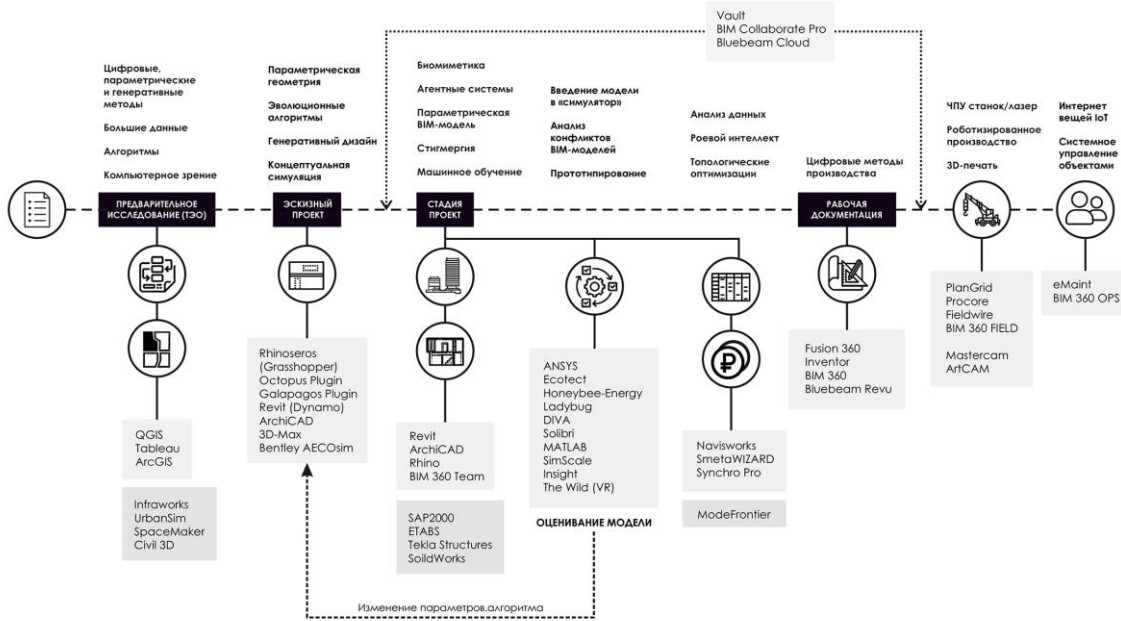 Vault
BIM Collaborate Pro
Bluebeam Cloud
Цифровые,
параметрические
и генеративные
методы
Большие данные
Алгоритмы
Компьютерное зрение
Параметрическая
геометрия
Эволюционные
алгоритмы
Генеративный дизайн
Концептуальная
симуляция
Биомиметика
Агентные системы
Параметрическая
BIM-модель
Стигмергия
Машинное обучение
Введение модели
в «симулятор»
Анализ
конфликтов
BIM-моделей
Прототипирование
Анализ данных
Роевой интеллект
Топологические
оптимизации
Цифровые методы
производства
ЧПУ станок/лазер
Роботизированное
производство
3D-печать
Интернет
вещей IoT
Системное
управление
объектами
ПРЕДВАРИТЕЛЬНОЕ
ИССЛЕДОВАНИЕ (ТЭО)
ЭСКИЗНЫЙ
ПРОЕКТ
СТАДИЯ
ПРОЕКТ
РАБОЧАЯ
ДОКУМЕНТАЦИЯ
QGIS
Tableau
ArcGIS
Infraworks
UrbanSim
SpaceMaker
Civil 3D
Rhinoseros
(Grasshopper)
Octopus Plugin
Galapagos Plugin
Revit (Dynamo)
ArchiCAD
3D-Max
Bentley AECOsim
Revit
ArchiCAD
Rhino
BIM 360 Team
SAP2000
ETABS
Tekla Structures
SoildWorks
ANSYS
Ecotect
Honeybee-Energy
Ladybug
DIVA
Solibri
MATLAB
SimScale
Insight
The Wild (VR)
ОЦЕНИВАНИЕ МОДЕЛИ
Navisworks
SmetaWIZARD
Synchro Pro
ModeFrontier
Fusion 360
Inventor
BIM 360
Bluebeam Revu
PlanGrid
Procore
Fieldwire
BIM 360 FIELD
Mastercam
ArtCAM
eMaint
BIM 360 OPS
Изменение параметров.алгоритма